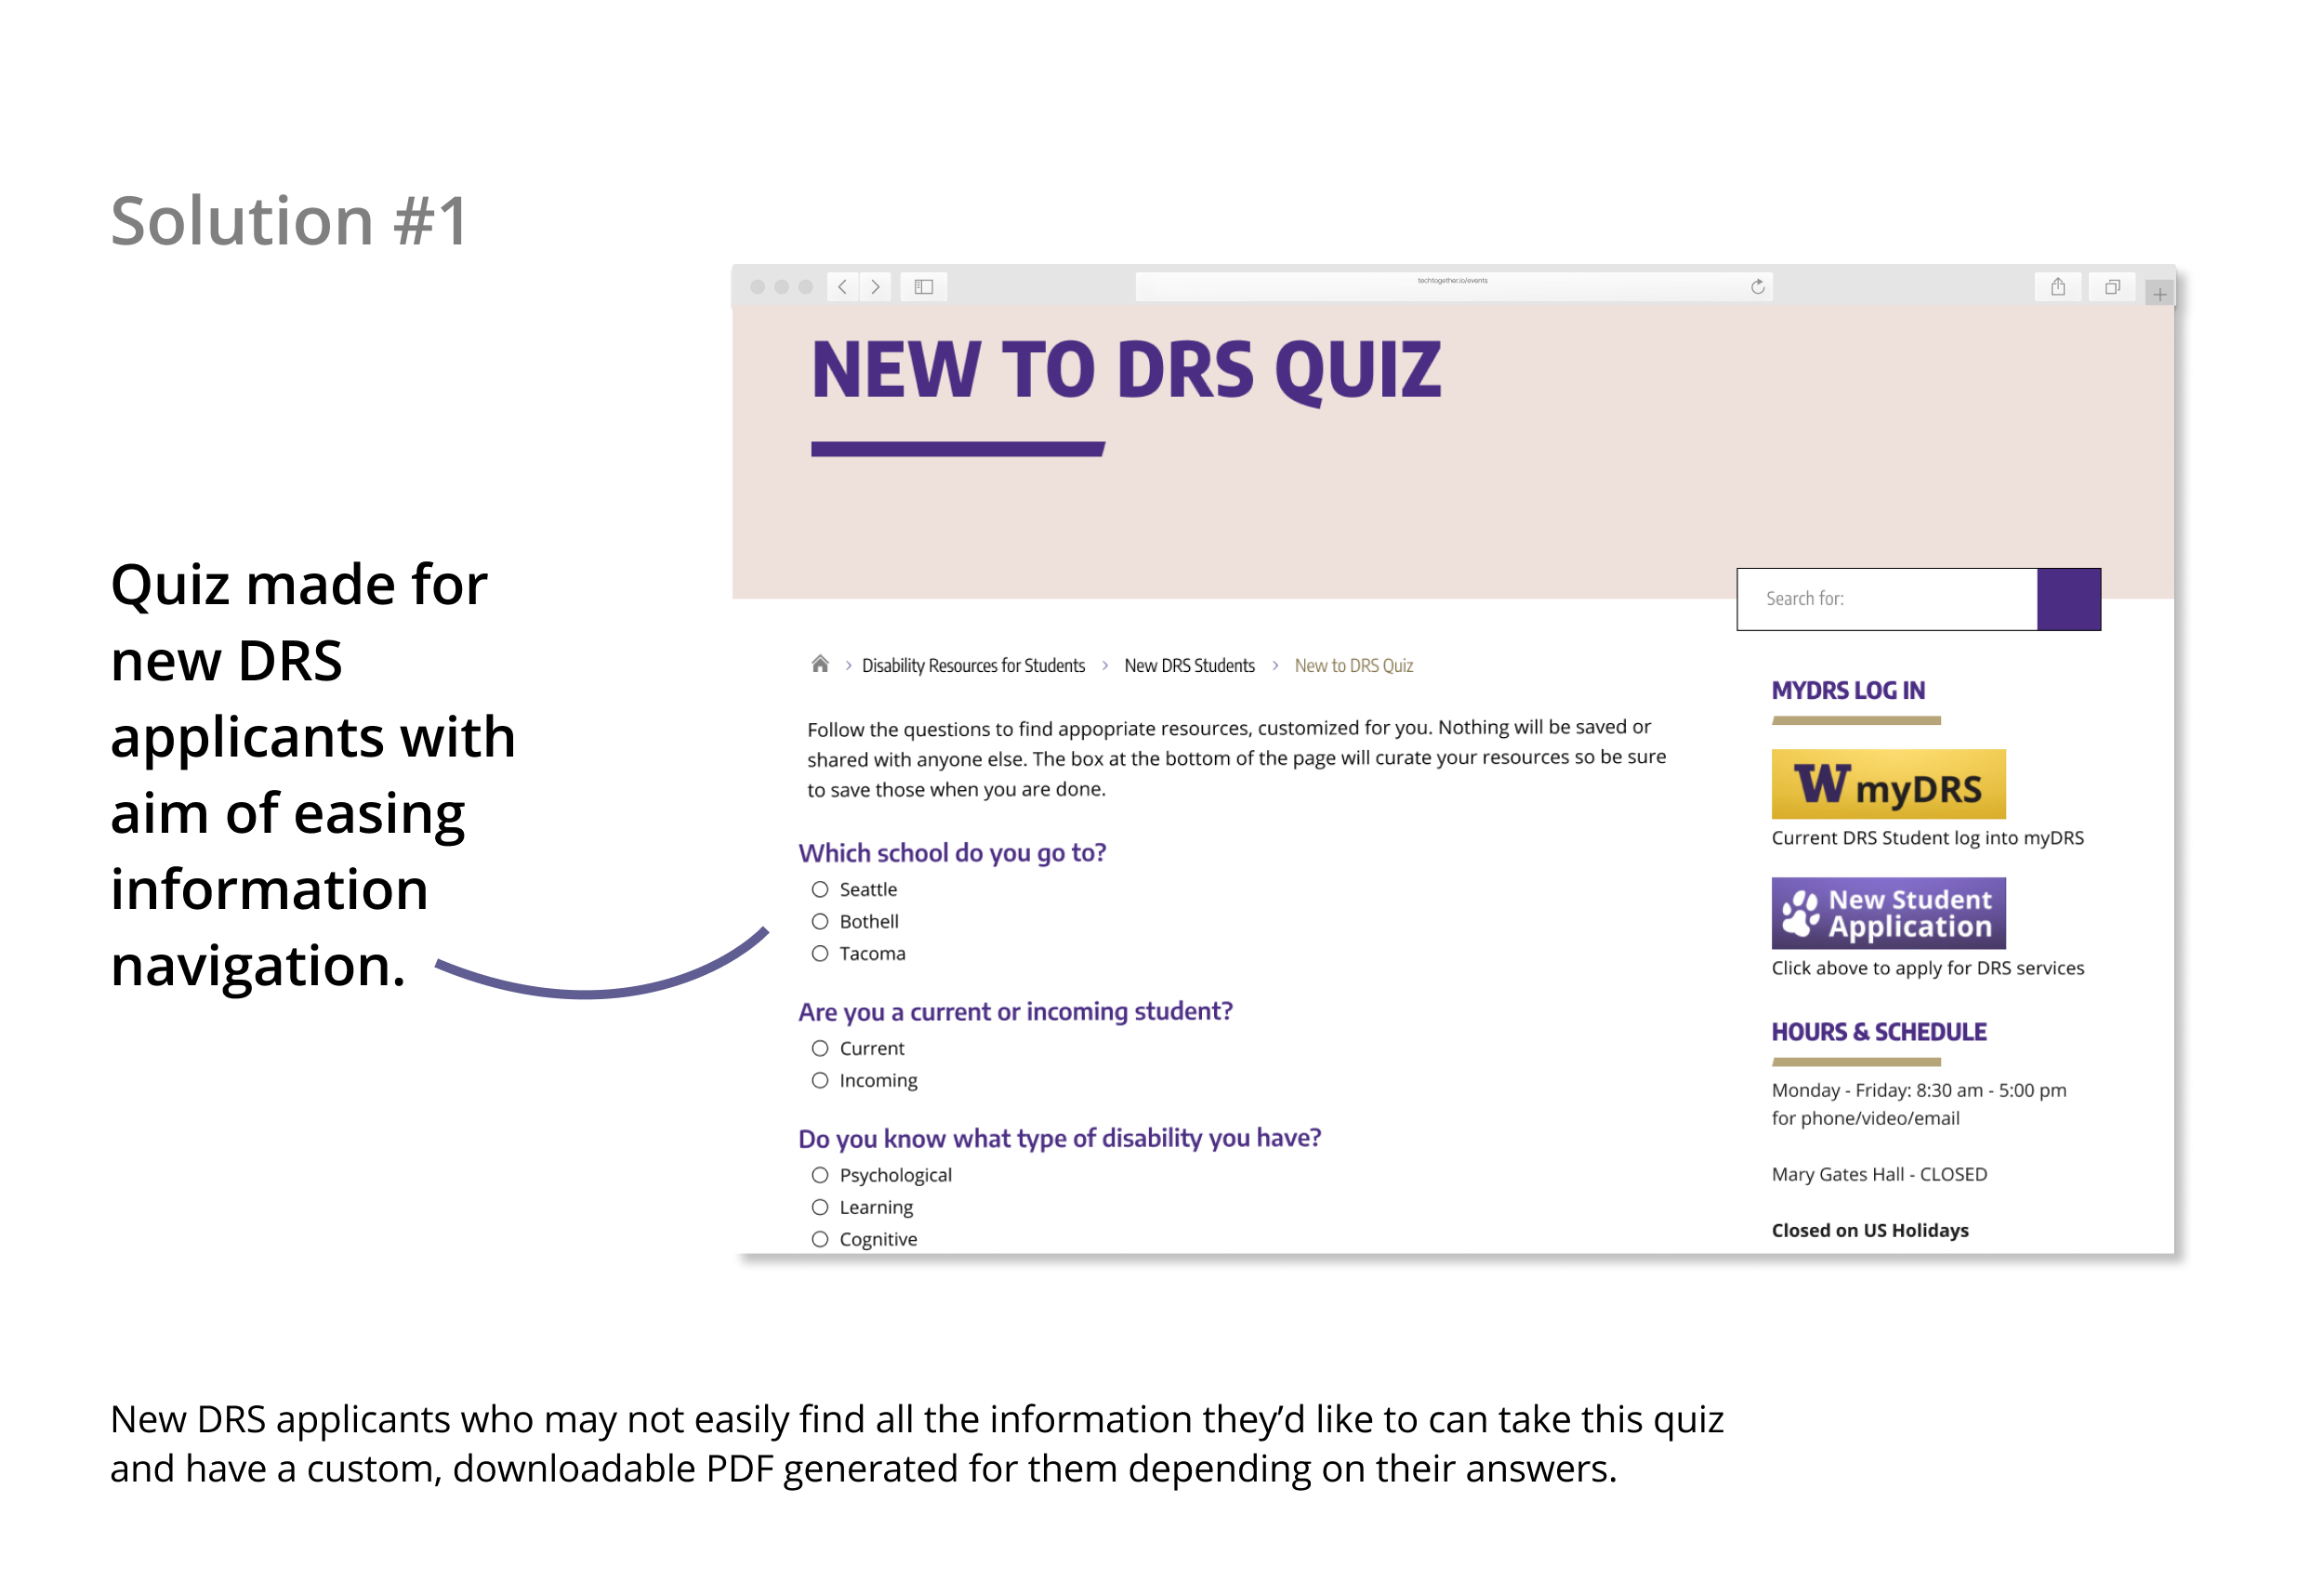 Solution #1
Quiz made for
new DRS
applicants with
aim of easing
information
navigation.
techtogether.io/events
NEW TO DRS QUIZ
Search for:
Disability Resources for Students > New DRS Students > New to DRS Quiz
Follow the questions to find appopriate resources, customized for you. Nothing will be saved or
shared with anyone else. The box at the bottom of the page will curate your resources so be sure
to save those when you are done.
Which school do you go to?
Seattle
Bothell
Tacoma
Are you a current or incoming student?
Current
Incoming
Do you know what type of disability you have?
Psychological
Learning
Cognitive
MYDRS LOG IN
W myDRS
Current DRS Student log into myDRS
New Student
Application
Click above to apply for DRS services
HOURS & SCHEDULE
Monday - Friday: 8:30 am - 5:00 pm
for phone/video/email
Mary Gates Hall - CLOSED
Closed on US Holidays
New DRS applicants who may not easily find all the information they’d like to can take this quiz
and have a custom, downloadable PDF generated for them depending on their answers.